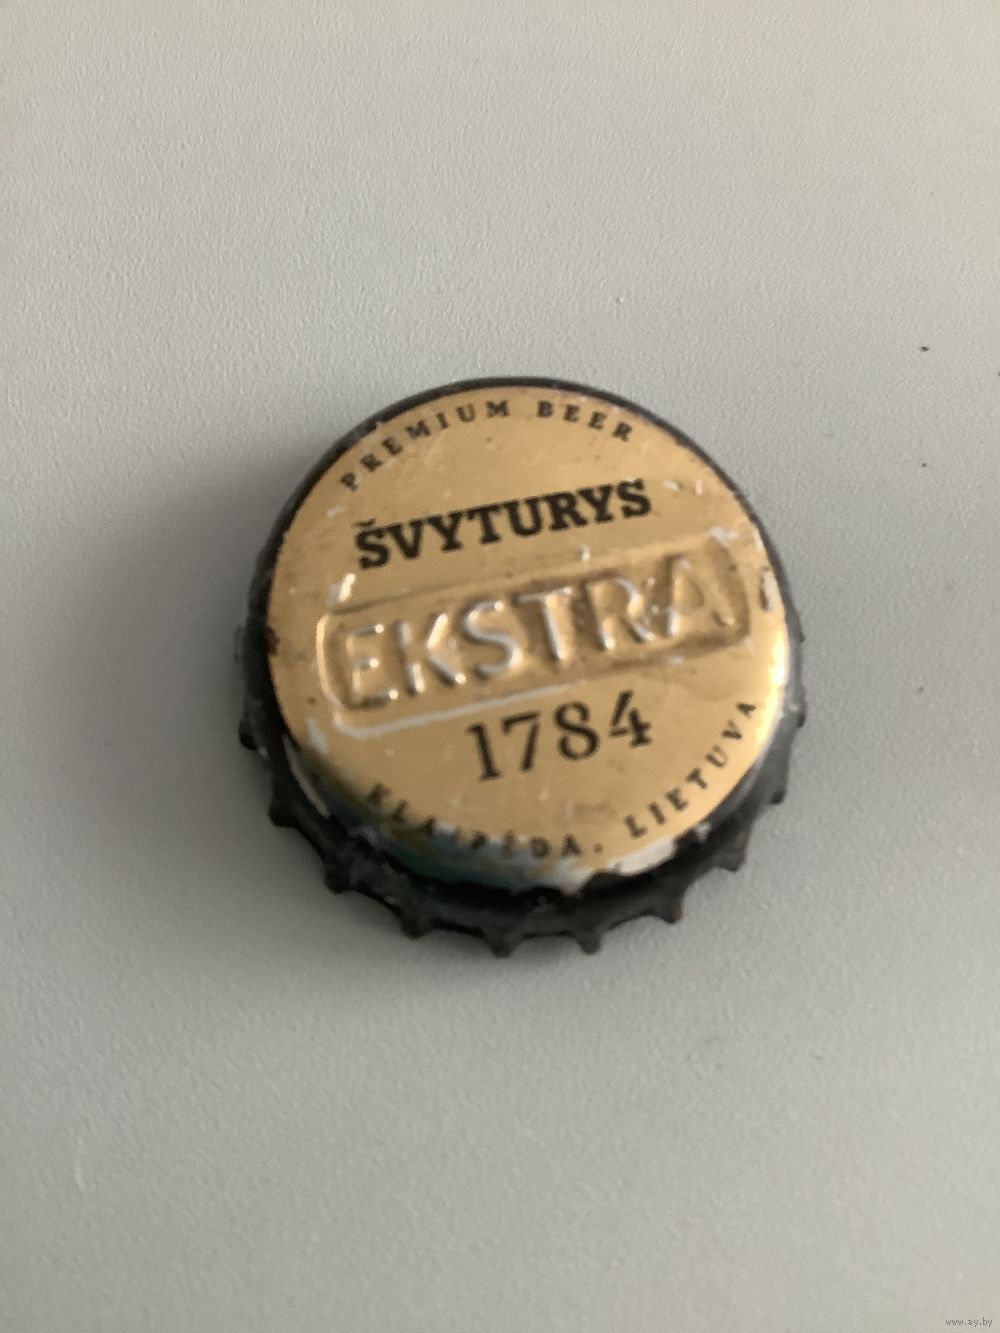 PREMIUM BEER
ŠVYTURYS
EKSTRA
1784
KLAIPĖDA. LIETUVA
www.ay.by